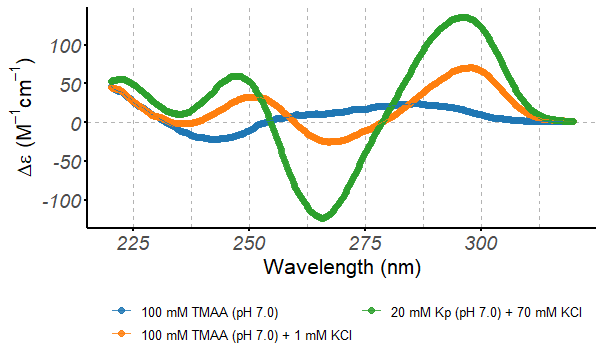 100
50
0
-50
-100
Δε (M⁻¹cm⁻¹)
225 250 275 300
Wavelength (nm)
100 mM TMAA (pH 7.0) 20 mM Kp (pH 7.0) + 70 mM KCl
100 mM TMAA (pH 7.0) + 1 mM KCl